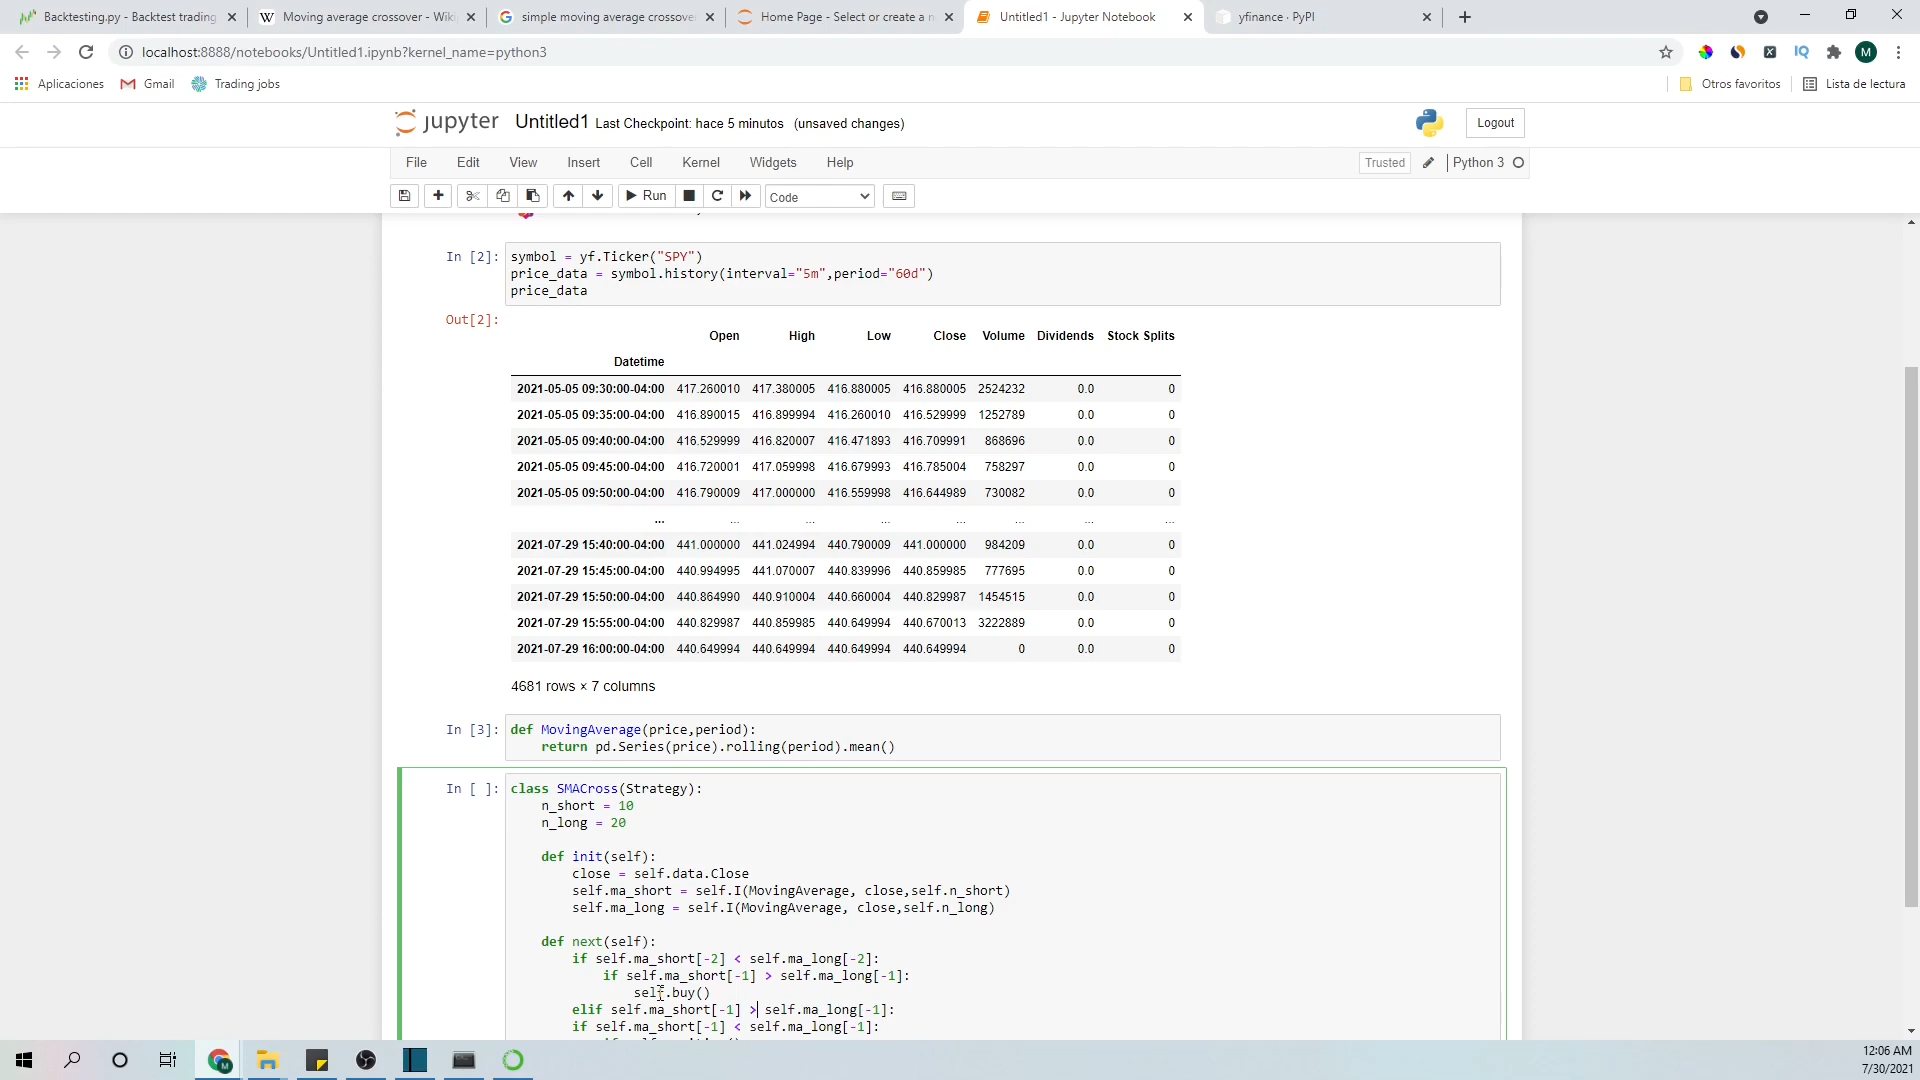 Backtesting.py - Backtest trading
Moving average crossover - Wiki
simple moving average crossove
Home Page - Select or create a n
Untitled1 - Jupyter Notebook
yfinance · PyPI
localhost:8888/notebooks/Untitled1.ipynb?kernel_name=python3
Aplicaciones Gmail Trading jobs Otros favoritos Lista de lectura
jupyter Untitled1 Last Checkpoint: hace 5 minutos (unsaved changes) Logout
File Edit View Insert Cell Kernel Widgets Help Trusted Python 3
Run Code
In [2]: symbol = yf.Ticker("SPY")
price_data = symbol.history(interval="5m",period="60d")
price_data
Out[2]:
Open High Low Close Volume Dividends Stock Splits
Datetime
2021-05-05 09:30:00-04:00 417.260010 417.380005 416.880005 416.880005 2524232 0.0 0
2021-05-05 09:35:00-04:00 416.890015 416.899994 416.260010 416.529999 1252789 0.0 0
2021-05-05 09:40:00-04:00 416.529999 416.820007 416.471893 416.709991 868696 0.0 0
2021-05-05 09:45:00-04:00 416.720001 417.059998 416.679993 416.785004 758297 0.0 0
2021-05-05 09:50:00-04:00 416.790009 417.000000 416.559998 416.644989 730082 0.0 0
... ... ... ... ... ... ... ...
2021-07-29 15:40:00-04:00 441.000000 441.024994 440.790009 441.000000 984209 0.0 0
2021-07-29 15:45:00-04:00 440.994995 441.070007 440.839996 440.859985 777695 0.0 0
2021-07-29 15:50:00-04:00 440.864990 440.910004 440.660004 440.829987 1454515 0.0 0
2021-07-29 15:55:00-04:00 440.829987 440.859985 440.649994 440.670013 3222889 0.0 0
2021-07-29 16:00:00-04:00 440.649994 440.649994 440.649994 440.649994 0 0.0 0
4681 rows × 7 columns
In [3]: def MovingAverage(price,period):
return pd.Series(price).rolling(period).mean()
In [ ]: class SMACross(Strategy):
n_short = 10
n_long = 20
def init(self):
close = self.data.Close
self.ma_short = self.I(MovingAverage, close,self.n_short)
self.ma_long = self.I(MovingAverage, close,self.n_long)
def next(self):
if self.ma_short[-2] < self.ma_long[-2]:
if self.ma_short[-1] > self.ma_long[-1]:
self.buy()
elif self.ma_short[-1] > self.ma_long[-1]:
if self.ma_short[-1] < self.ma_long[-1]:
12:06 AM
7/30/2021